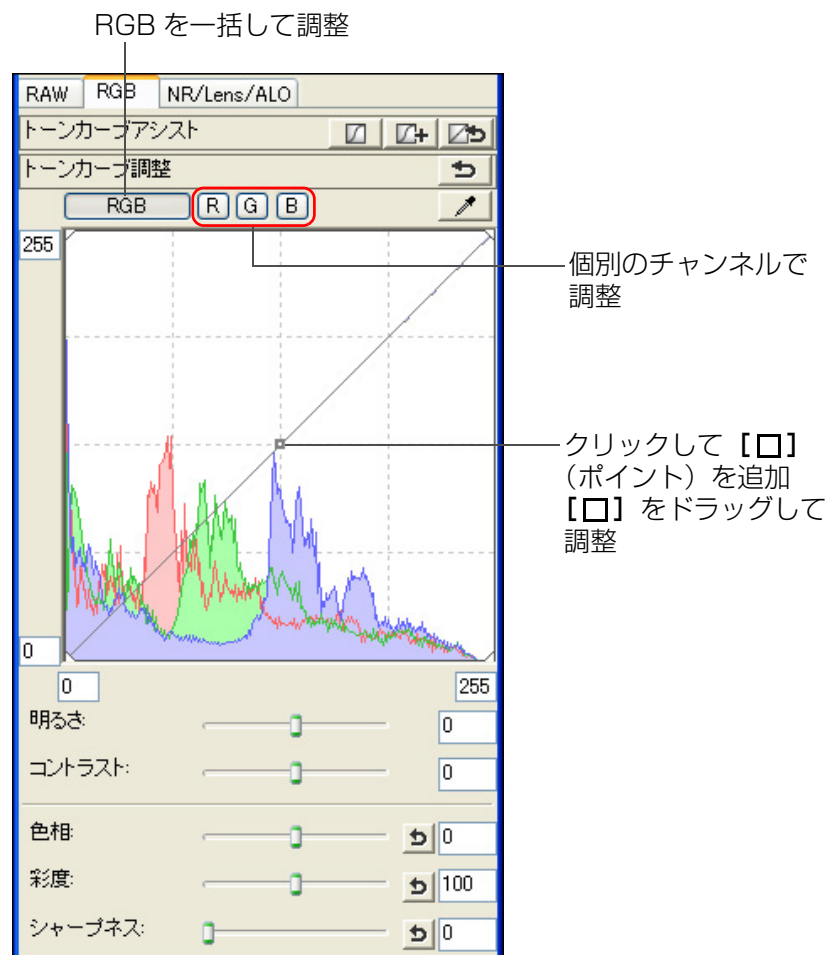 RGB を一括して調整
RAW RGB NR/Lens/ALO
トーンカーブアシスト
トーンカーブ調整
RGB R G B
255
個別のチャンネルで
調整
クリックして【□】
（ポイント）を追加
【□】をドラッグして
調整
0
0 255
明るさ: 0
コントラスト: 0
色相: 0
彩度: 100
シャープネス: 0